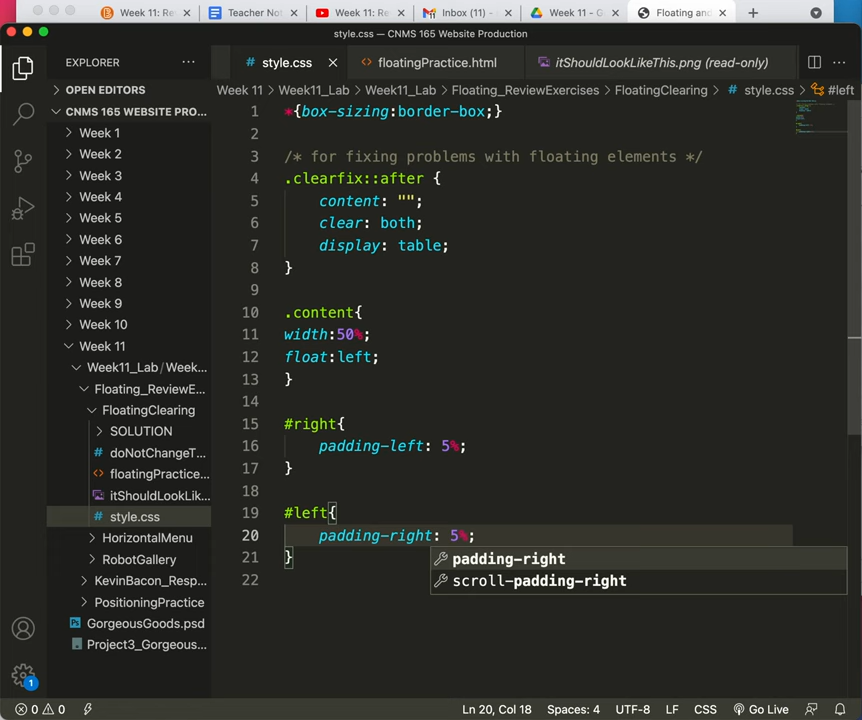 Week 11: Re
Teacher Not
Week 11: Re
Inbox (11) -
Week 11 - G
Floating and
style.css — CNMS 165 Website Production
EXPLORER
OPEN EDITORS
CNMS 165 WEBSITE PRO...
Week 1
Week 2
Week 3
Week 4
Week 5
Week 6
Week 7
Week 8
Week 9
Week 10
Week 11
Week11_Lab / Week...
Floating_ReviewE...
FloatingClearing
SOLUTION
# doNotChangeT...
<> floatingPractice...
itShouldLookLik...
# style.css
HorizontalMenu
RobotGallery
KevinBacon_Resp...
PositioningPractice
GorgeousGoods.psd
Project3_Gorgeous...
# style.css
<> floatingPractice.html
itShouldLookLikeThis.png (read-only)
Week 11 > Week11_Lab > Week11_Lab > Floating_ReviewExercises > FloatingClearing > # style.css > #left
1 *{box-sizing:border-box;}
2
3 /* for fixing problems with floating elements */
4 .clearfix::after {
5 content: "";
6 clear: both;
7 display: table;
8 }
9
10 .content{
11 width:50%;
12 float:left;
13 }
14
15 #right{
16 padding-left: 5%;
17 }
18
19 #left{
20 padding-right: 5%;
21 }
22
padding-right
scroll-padding-right
1
0 0
Ln 20, Col 18
Spaces: 4
UTF-8
LF
CSS
Go Live